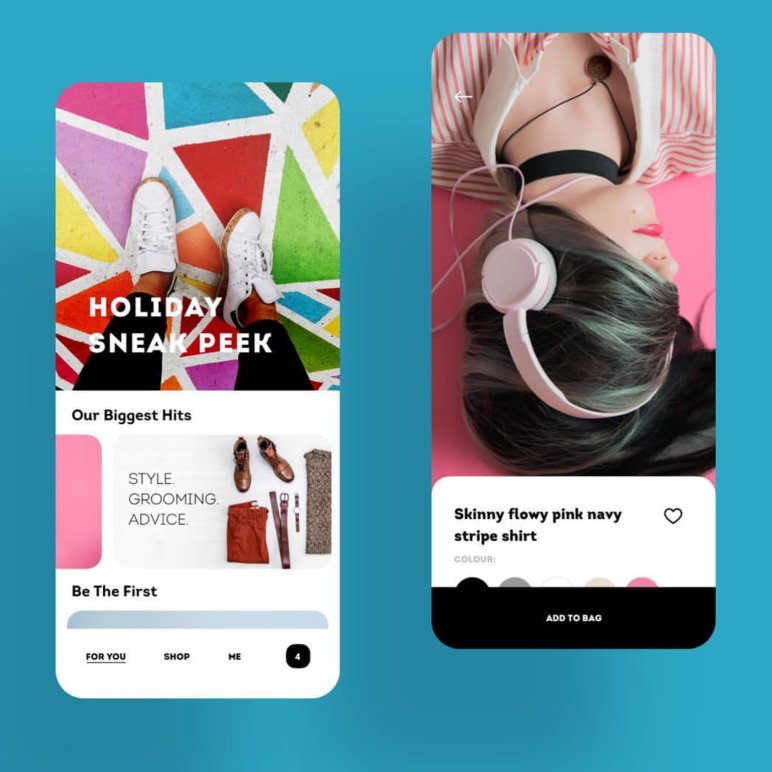 HOLIDAY
SNEAK PEEK
Our Biggest Hits
STYLE.
GROOMING.
ADVICE.
Be The First
FOR YOU
SHOP
ME
4
Skinny flowy pink navy
stripe shirt
COLOUR:
ADD TO BAG